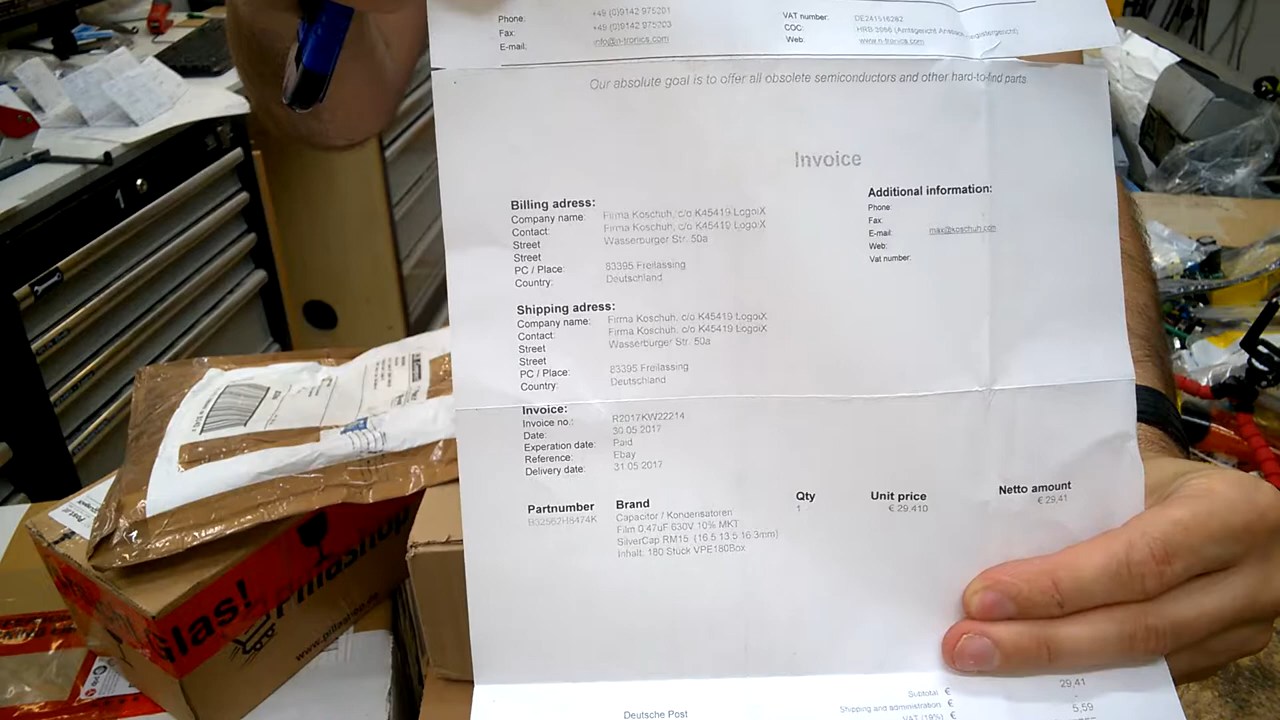 Phone: +49 (0)9142 975201
Fax: +49 (0)9142 975203
E-mail: info@n-tronics.com
VAT number: DE241516282
COC: HRB 2056 (Amtsgericht Ansbach
Web: www.n-tronics.com
Our absolute goal is to offer all obsolete semiconductors and other hard-to-find parts
Invoice
Billing adress:
Company name: Firma Koschuh, c/o K45419 LogoiX
Contact: Firma Koschuh, c/o K45419 LogoiX
Street Wasserburger Str. 50a
Street
PC / Place: 83395 Freilassing
Country: Deutschland
Additional information:
Phone:
Fax:
E-mail: max@koschuh.com
Web:
Vat number:
Shipping adress:
Company name: Firma Koschuh, c/o K45419 LogoiX
Contact: Firma Koschuh, c/o K45419 LogoiX
Street Wasserburger Str. 50a
Street
PC / Place: 83395 Freilassing
Country: Deutschland
Invoice:
Invoice no.: R2017KW22214
Date: 30.05.2017
Experation date: Paid
Reference: Ebay
Delivery date: 31.05.2017
Partnumber Brand Qty Unit price Netto amount
B32562H6474K Capacitor / Kondensatoren 1 € 29.410 € 29,41
Film 0,47uF 630V 10% MKT
SilverCap RM15 (16.5 13.5 16.3mm)
Inhalt: 180 Stück VPE180Box
Subtotal € 29,41
Shipping and administration € 5,59
VAT (19%) €
Deutsche Post
1
Glas!
Pillashop
www.pillashop.de